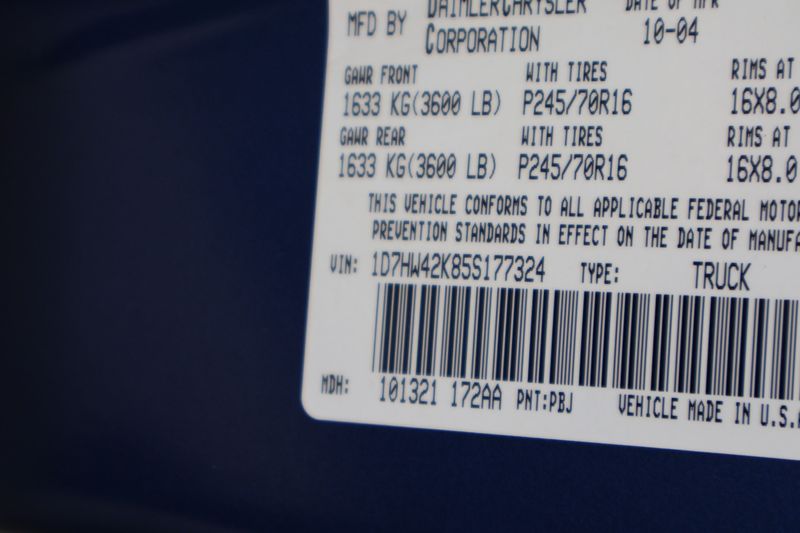 MFD BY DAIMLERCHRYSLER DATE OF MFR
CORPORATION 10-04
GAWR FRONT WITH TIRES RIMS AT
1633 KG(3600 LB) P245/70R16 16X8.0
GAWR REAR WITH TIRES RIMS AT
1633 KG(3600 LB) P245/70R16 16X8.0
THIS VEHICLE CONFORMS TO ALL APPLICABLE FEDERAL MOTOR
PREVENTION STANDARDS IN EFFECT ON THE DATE OF MANUFA
VIN: 1D7HW42K85S177324 TYPE: TRUCK
MDH: 101321 172AA PNT:PBJ VEHICLE MADE IN U.S.A